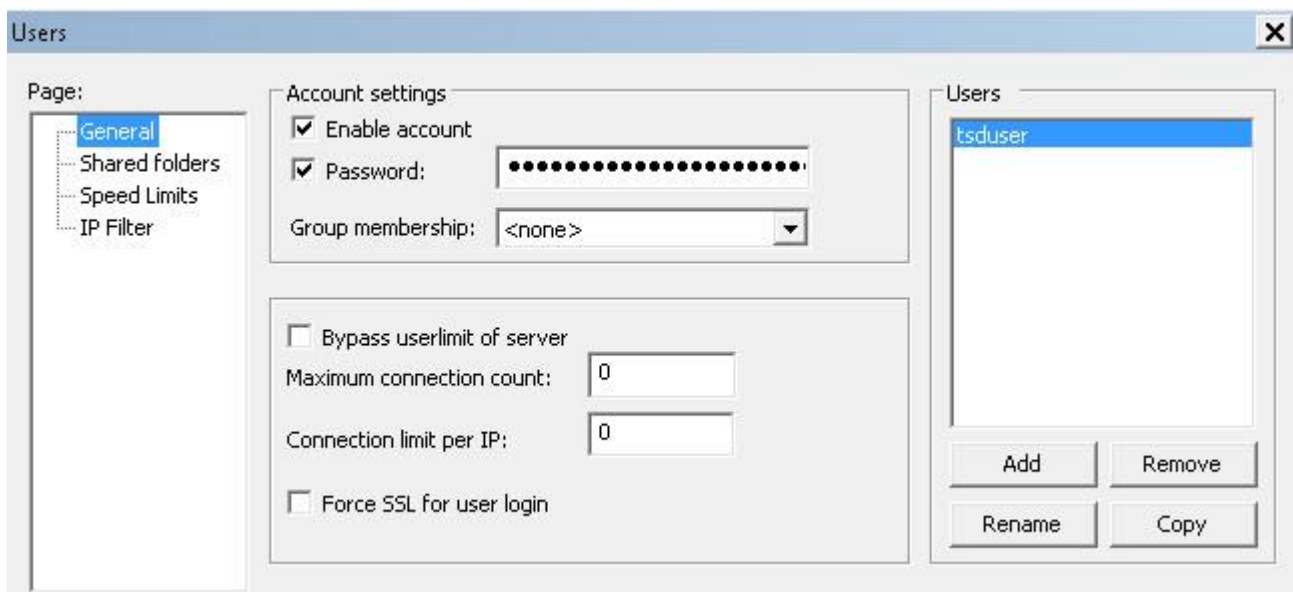 Users
Page:
General
Shared folders
Speed Limits
IP Filter
Account settings
Enable account
Password: ●●●●●●●●●●●●●●●●●●●●●●
Group membership: <none>
Bypass userlimit of server
Maximum connection count: 0
Connection limit per IP: 0
Force SSL for user login
Users
tsduser
Add Remove
Rename Copy